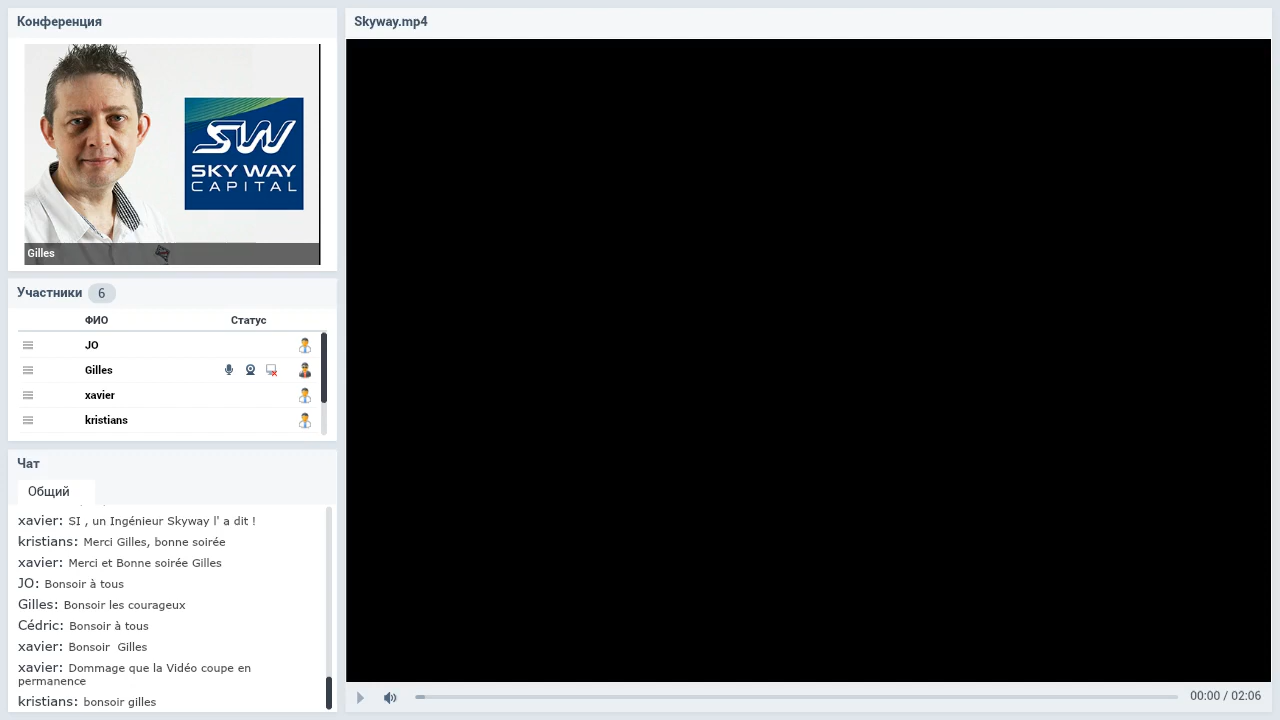 Конференция
SW
SKY WAY
CAPITAL
Gilles
Участники 6
ФИО Статус
JO
Gilles
xavier
kristians
Чат
Общий
xavier: SI , un Ingénieur Skyway l' a dit !
kristians: Merci Gilles, bonne soirée
xavier: Merci et Bonne soirée Gilles
JO: Bonsoir à tous
Gilles: Bonsoir les courageux
Cédric: Bonsoir à tous
xavier: Bonsoir  Gilles
xavier: Dommage que la Vidéo coupe en
permanence
kristians: bonsoir gilles
Skyway.mp4
00:00 / 02:06